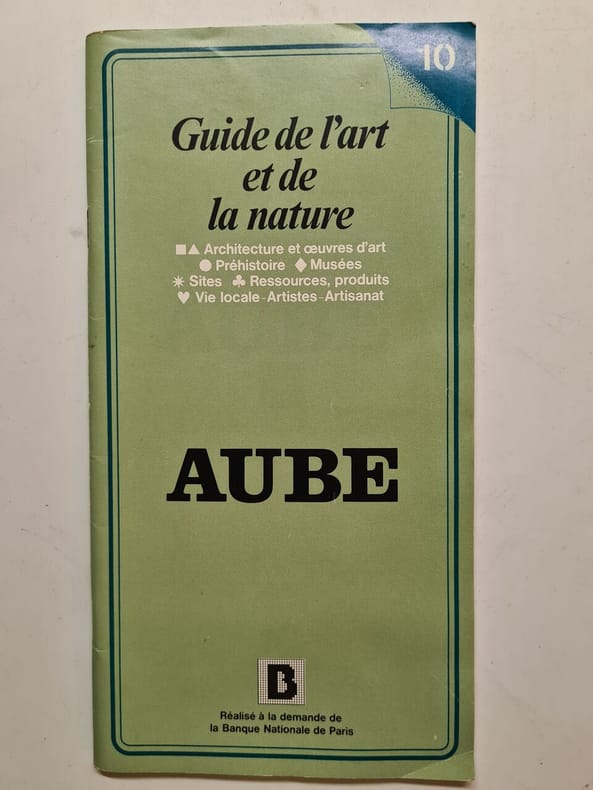 10
Guide de l'art
et de
la nature
■▲ Architecture et œuvres d'art
● Préhistoire ♦ Musées
✷ Sites ♣ Ressources, produits
♥ Vie locale-Artistes-Artisanat
AUBE
B
Réalisé à la demande de
la Banque Nationale de Paris